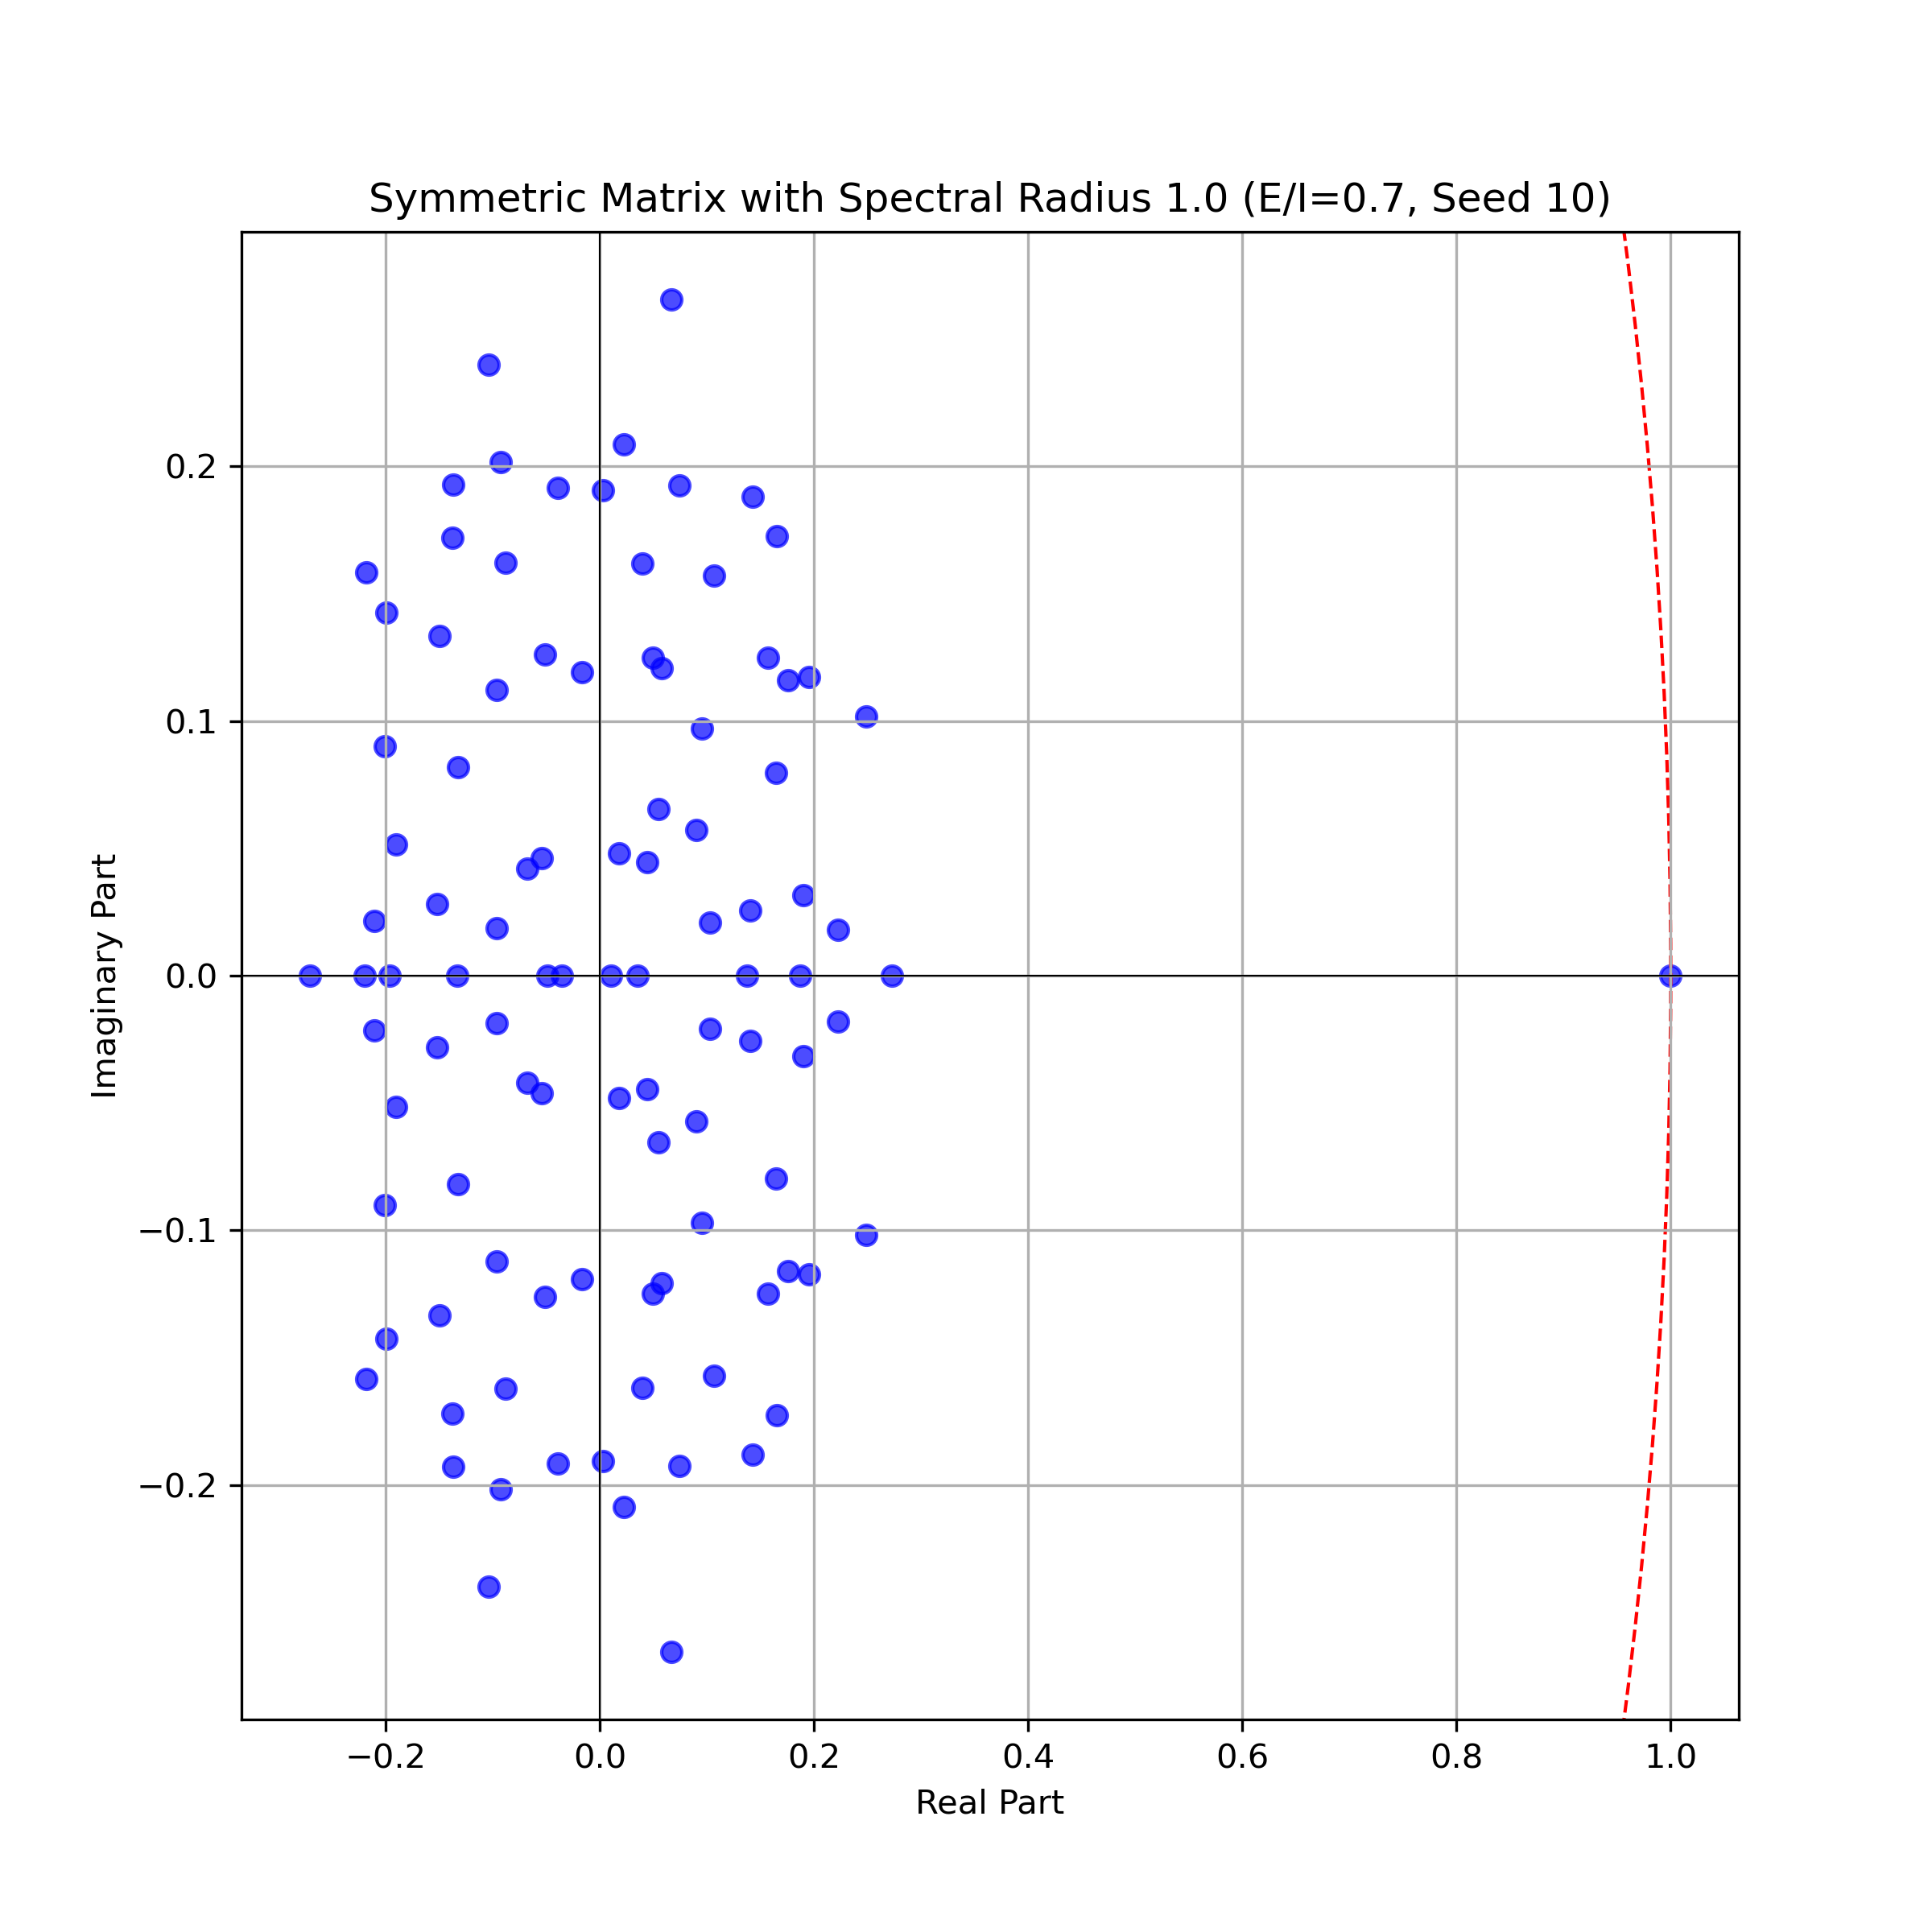 Symmetric Matrix with Spectral Radius 1.0 (E/I=0.7, Seed 10)
Imaginary Part
0.2
0.1
0.0
−0.1
−0.2
−0.2 0.0 0.2 0.4 0.6 0.8 1.0
Real Part